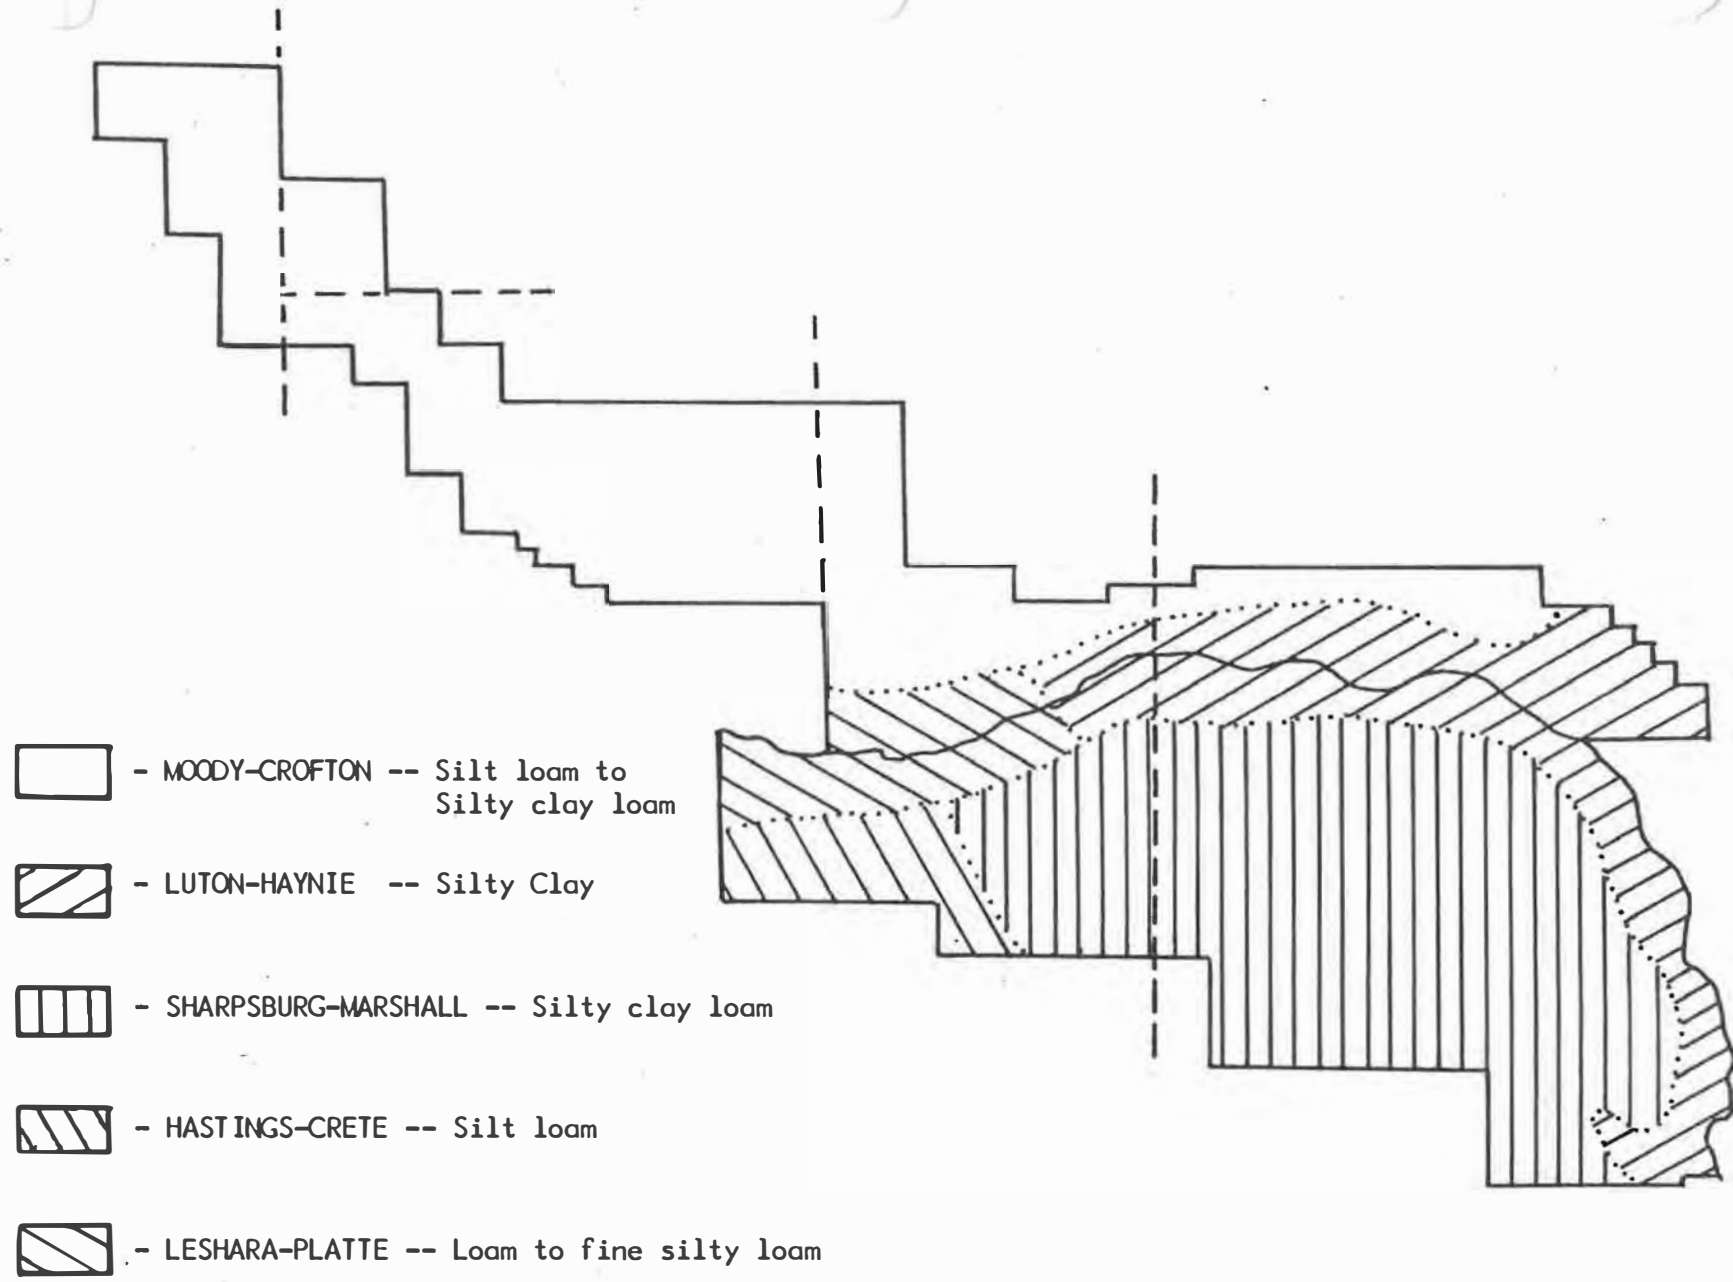 - MOODY-CROFTON -- Silt loam to
Silty clay loam
- LUTON-HAYNIE -- Silty Clay
- SHARPSBURG-MARSHALL -- Silty clay loam
- HASTINGS-CRETE -- Silt loam
- LESHARA-PLATTE -- Loam to fine silty loam